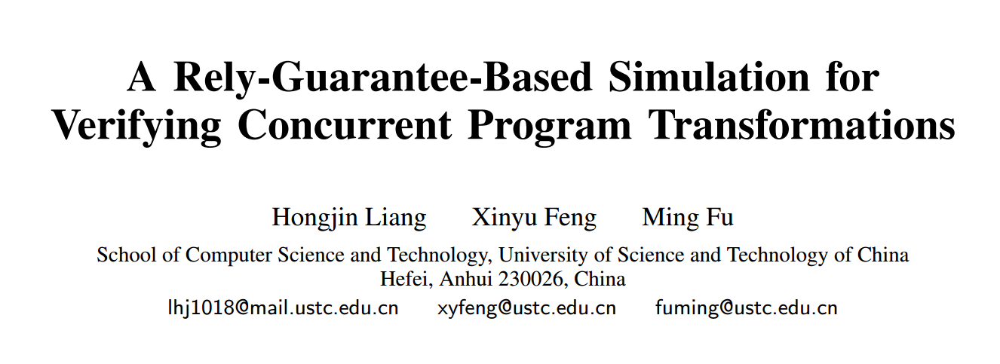 A Rely-Guarantee-Based Simulation for
Verifying Concurrent Program Transformations
Hongjin Liang Xinyu Feng Ming Fu
School of Computer Science and Technology, University of Science and Technology of China
Hefei, Anhui 230026, China
lhj1018@mail.ustc.edu.cn xyfeng@ustc.edu.cn fuming@ustc.edu.cn